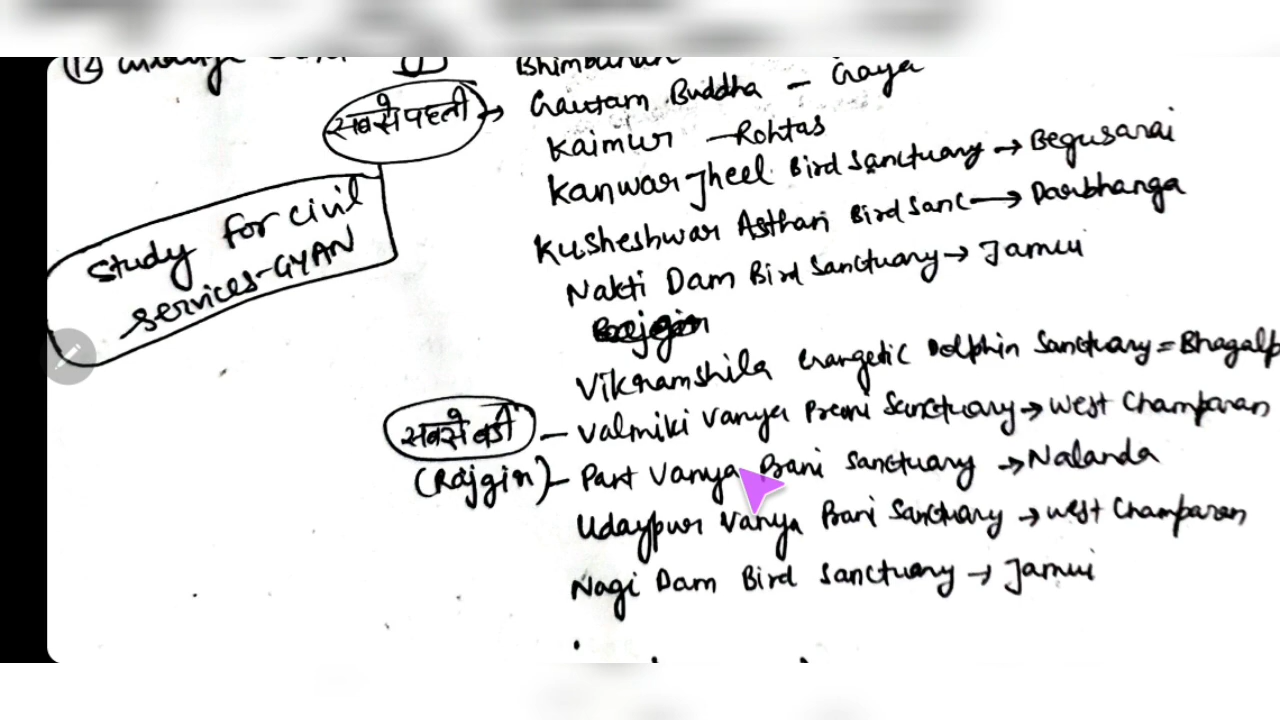 Bhimbandh
सबसे पहली → Gautam Buddha - Gaya
Kaimur - Rohtas
Kanwar Jheel Bird Sanctuary → Begusarai
Study for civil services-GYAN
Kusheshwar Asthan Bird Sanc → Darbhanga
Nakti Dam Bird Sanctuary → Jamui
Vikramshila Gangetic Dolphin Sanctuary = Bhagalp
सबसे बडी - Valmiki Vanya Prani Sanctuary → West Champaran
(Rajgir) - Part Vanya Prani Sanctuary → Nalanda
Udaypur Vanya Prani Sanctuary → West Champaran
Nagi Dam Bird Sanctuary → Jamui